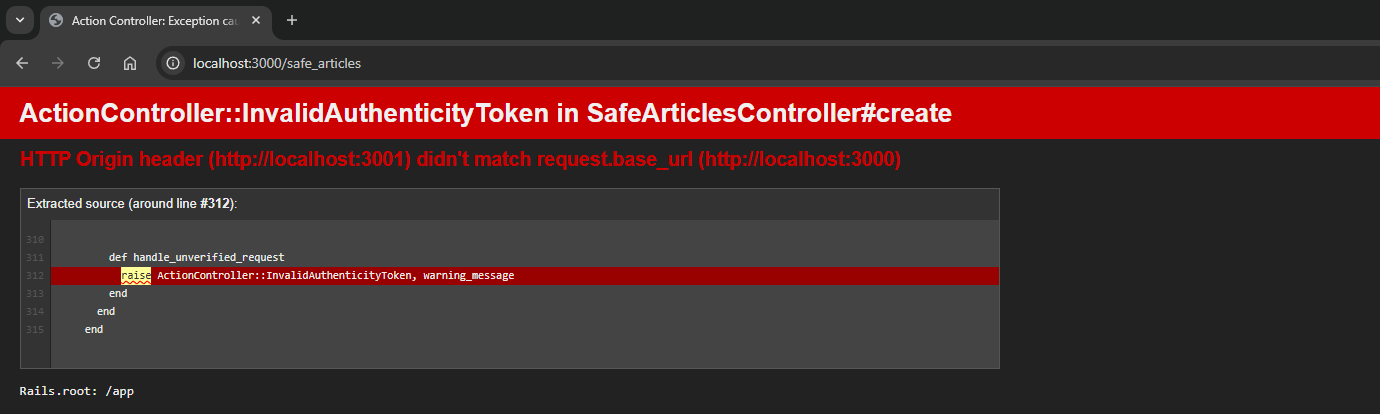 Action Controller: Exception cau
localhost:3000/safe_articles
ActionController::InvalidAuthenticityToken in SafeArticlesController#create
HTTP Origin header (http://localhost:3001) didn't match request.base_url (http://localhost:3000)
Extracted source (around line #312):
310
311 def handle_unverified_request
312 raise ActionController::InvalidAuthenticityToken, warning_message
313 end
314 end
315 end
Rails.root: /app